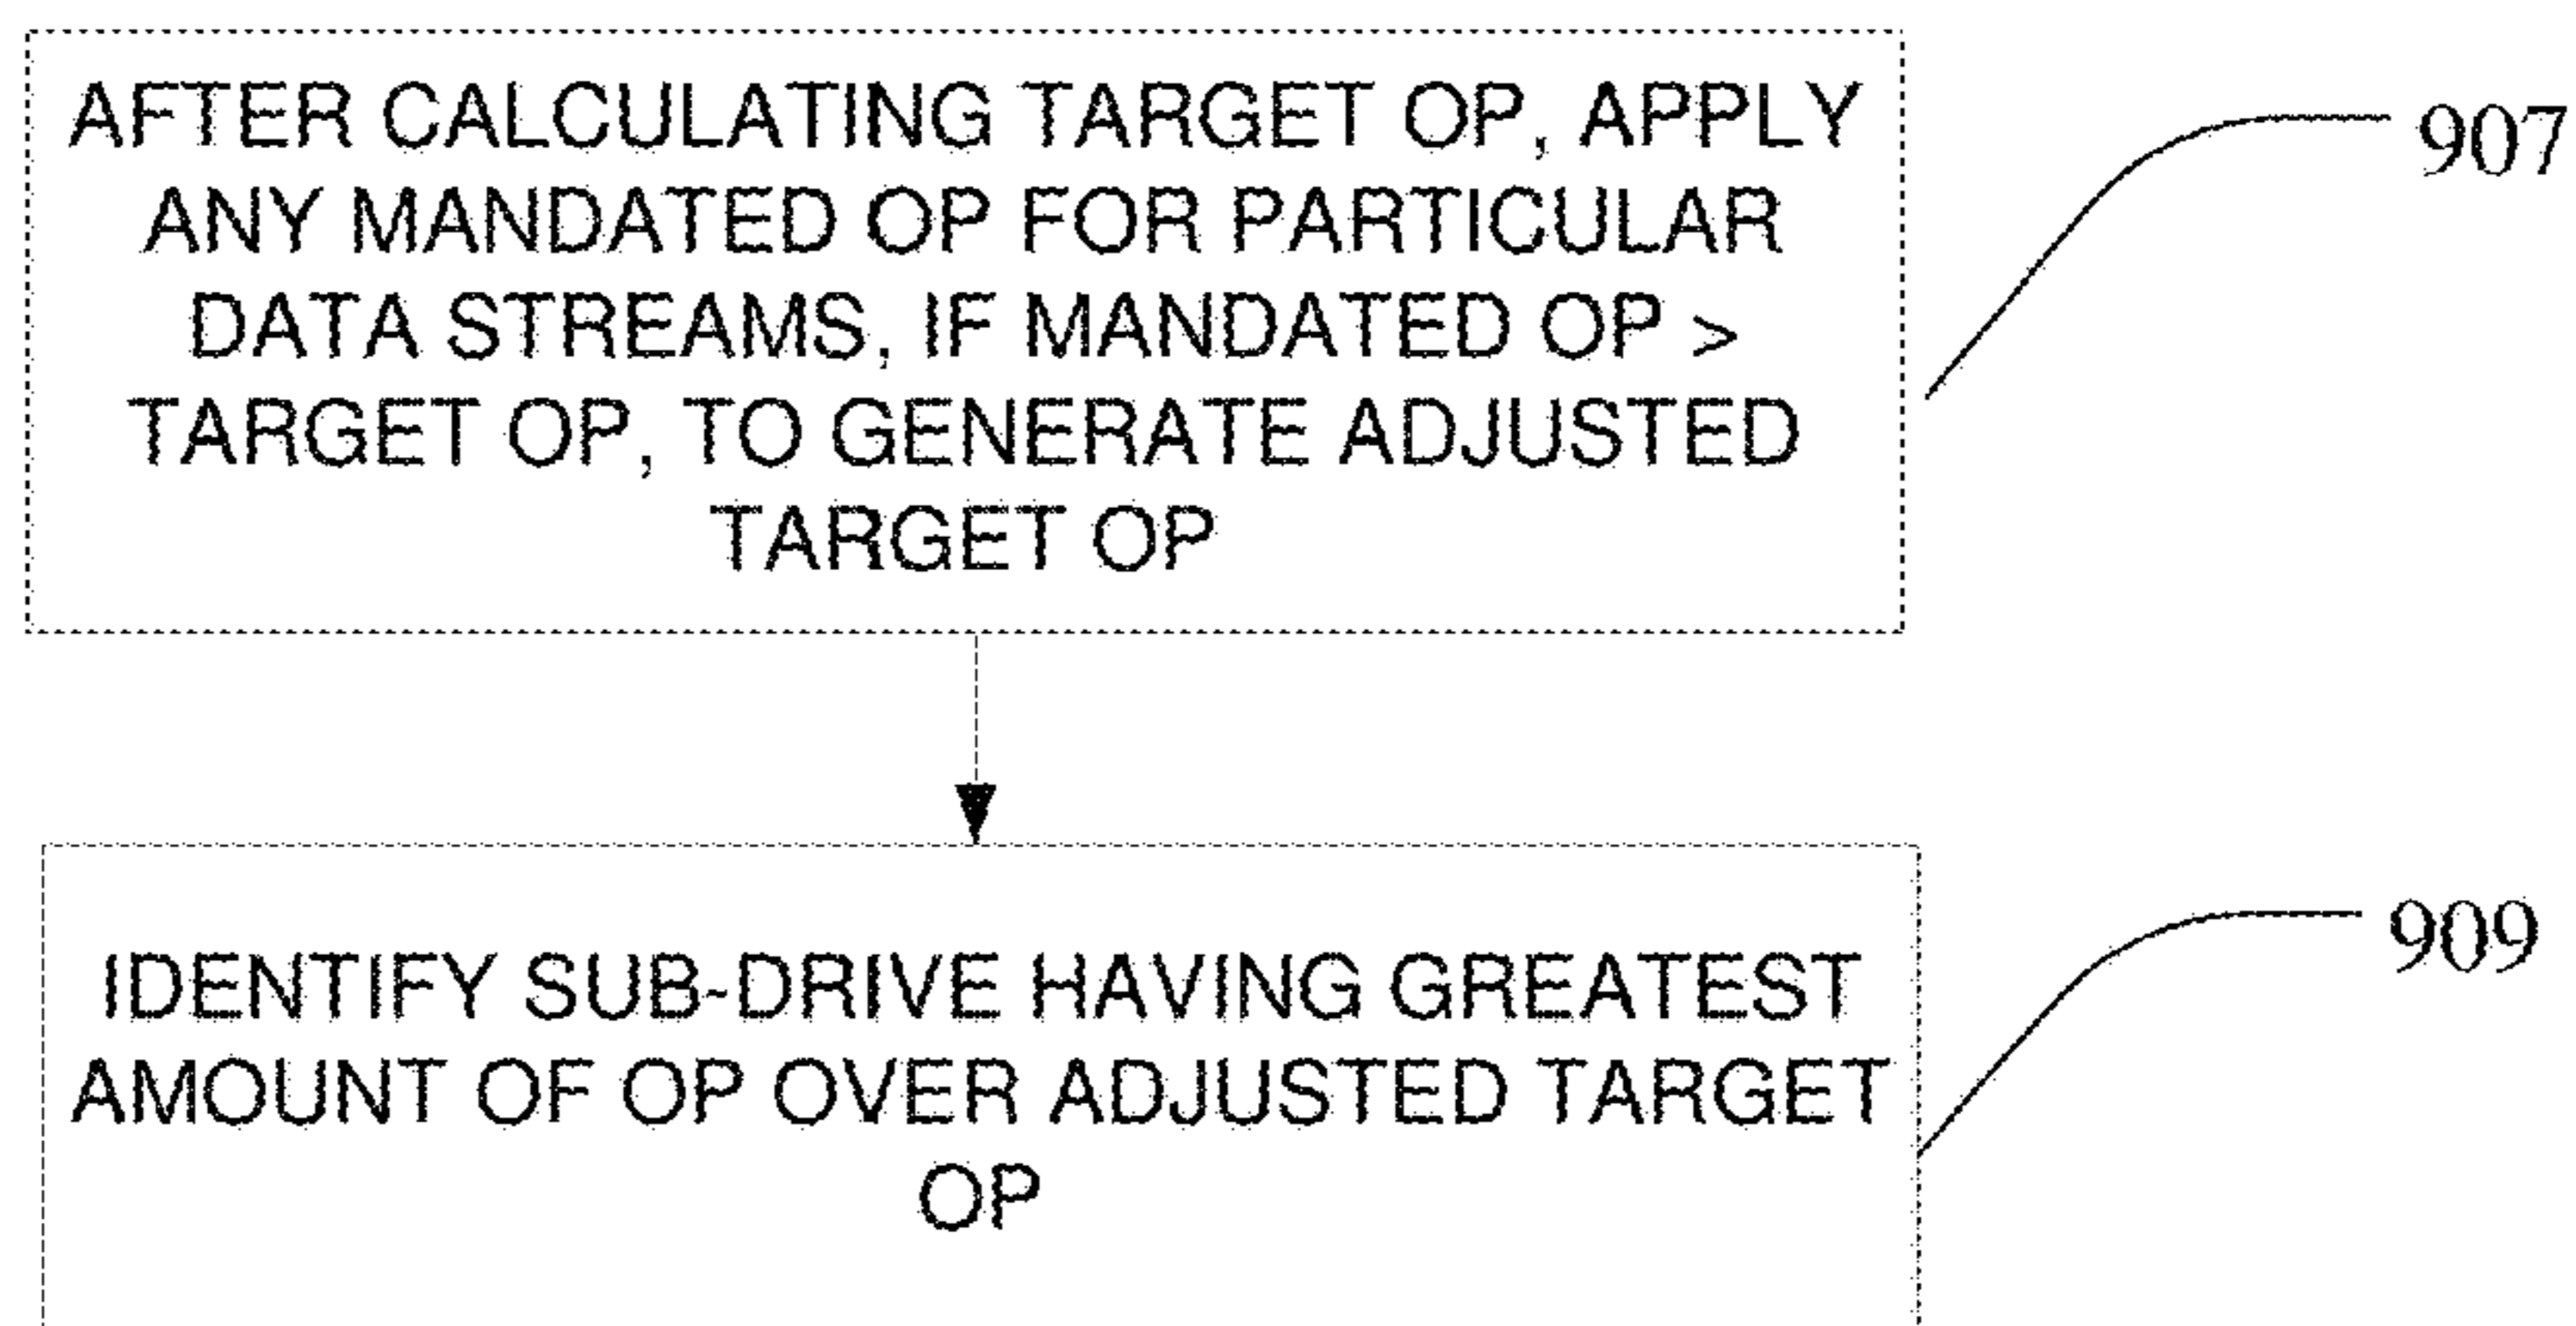 AFTER CALCULATING TARGET OP, APPLY
ANY MANDATED OP FOR PARTICULAR
DATA STREAMS, IF MANDATED OP >
TARGET OP, TO GENERATE ADJUSTED
TARGET OP
907
IDENTIFY SUB-DRIVE HAVING GREATEST
AMOUNT OF OP OVER ADJUSTED TARGET
OP
909